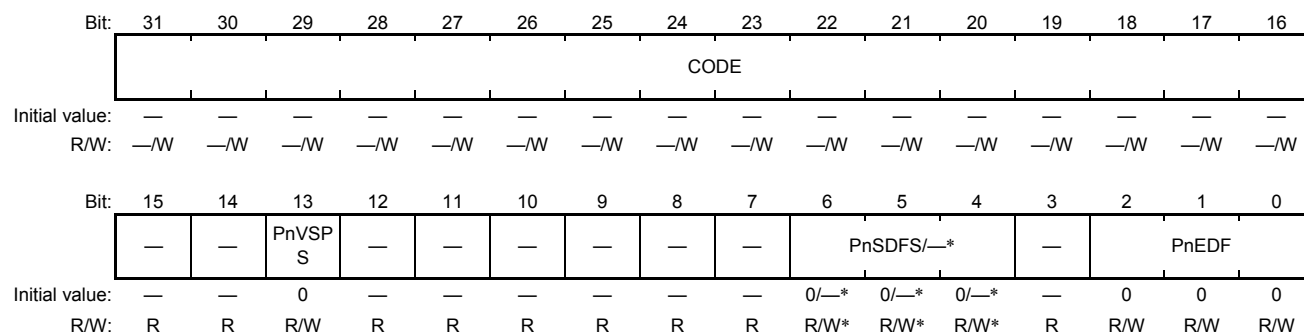 Bit: 31 30 29 28 27 26 25 24 23 22 21 20 19 18 17 16
CODE
Initial value: — — — — — — — — — — — — — — — —
R/W: —/W —/W —/W —/W —/W —/W —/W —/W —/W —/W —/W —/W —/W —/W —/W —/W
Bit: 15 14 13 12 11 10 9 8 7 6 5 4 3 2 1 0
— — PnVSP — — — — — — PnSDFS/—* — PnEDF
S
Initial value: — — 0 — — — — — — 0/—* 0/—* 0/—* — 0 0 0
R/W: R R R/W R R R R R R R/W* R/W* R/W* R R/W R/W R/W